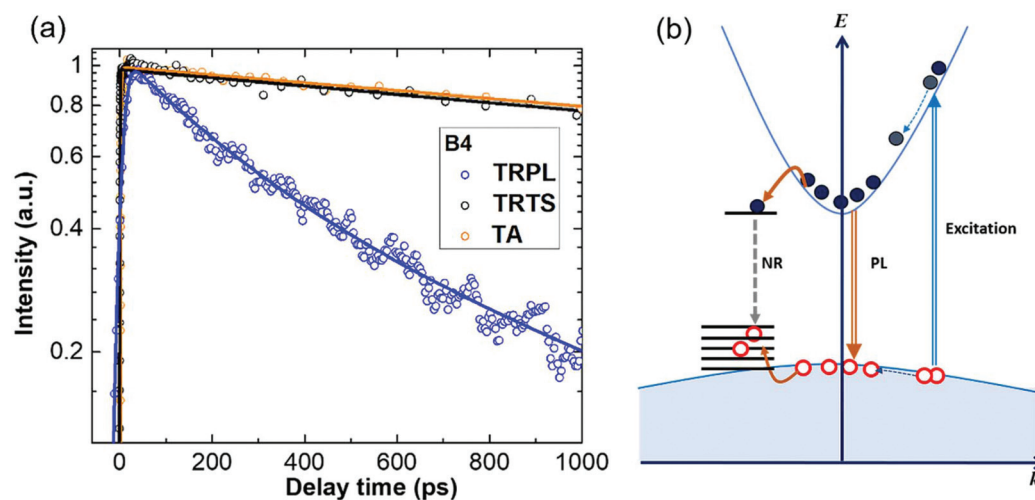 (a)
Intensity (a.u.)
1
0.8
0.6
0.4
0.2
B4
TRPL
TRTS
TA
0 200 400 600 800 1000
Delay time (ps)
(b)
E
Excitation
NR
PL